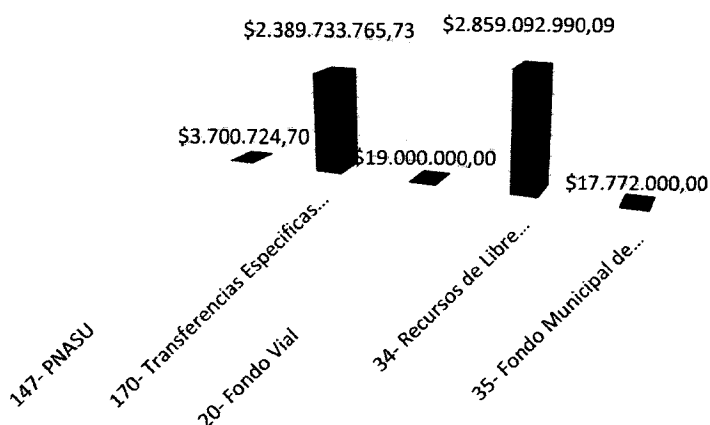 $2.389.733.765,73
$2.859.092.990,09
$3.700.724,70
$19.000.000,00
$17.772.000,00
147- PNASU
170- Transferencias Especificas...
20- Fondo Vial
34- Recursos de Libre...
35- Fondo Municipal de...